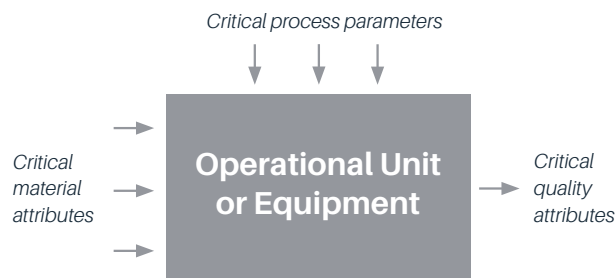 Critical process parameters
Critical
material
attributes
Operational Unit
or Equipment
Critical
quality
attributes